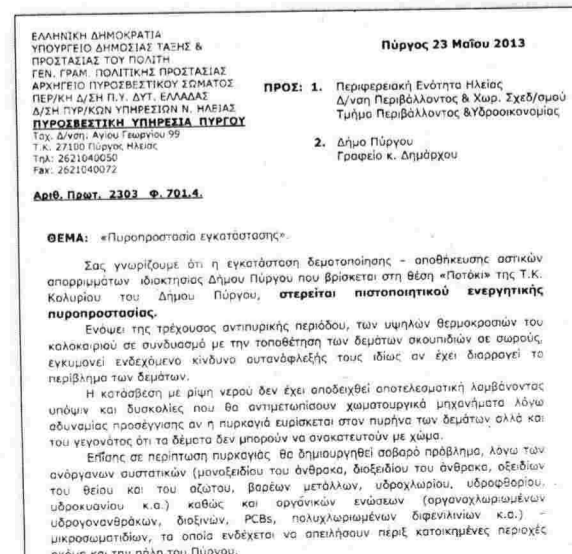 ΕΛΛΗΝΙΚΗ ΔΗΜΟΚΡΑΤΙΑ
ΥΠΟΥΡΓΕΙΟ ΔΗΜΟΣΙΑΣ ΤΑΞΗΣ &
ΠΡΟΣΤΑΣΙΑΣ ΤΟΥ ΠΟΛΙΤΗ
ΓΕΝ. ΓΡΑΜ. ΠΟΛΙΤΙΚΗΣ ΠΡΟΣΤΑΣΙΑΣ
ΑΡΧΗΓΕΙΟ ΠΥΡΟΣΒΕΣΤΙΚΟΥ ΣΩΜΑΤΟΣ
ΠΕΡ/ΚΗ Δ/ΣΗ Π.Υ. ΔΥΤ. ΕΛΛΑΔΑΣ
Δ/ΣΗ ΠΥΡ/ΚΩΝ ΥΠΗΡΕΣΙΩΝ Ν. ΗΛΕΙΑΣ
ΠΥΡΟΣΒΕΣΤΙΚΗ ΥΠΗΡΕΣΙΑ ΠΥΡΓΟΥ
Ταχ. Δ/νση: Αγίου Γεωργίου 99
Τ.Κ. 27100 Πύργος Ηλείας
Τηλ: 2621040050
Fax: 2621040072
Αριθ. Πρωτ. 2303 Φ. 701.4.
Πύργος 23 Μαΐου 2013
ΠΡΟΣ: 1. Περιφερειακή Ενότητα Ηλείας
Δ/νση Περιβάλλοντος & Χωρ. Σχεδ/σμού
Τμήμα Περιβάλλοντος &Υδροοικονομίας
2. Δήμο Πύργου
Γραφείο κ. Δημάρχου
ΘΕΜΑ: «Πυροπροστασία εγκατάστασης».
Σας γνωρίζουμε ότι η εγκατάσταση δεματοποίησης – αποθήκευσης αστικών
απορριμμάτων ιδιοκτησίας Δήμου Πύργου που βρίσκεται στη θέση «Ποτόκι» της Τ.Κ.
Κολυρίου του Δήμου Πύργου, στερείται πιστοποιητικού ενεργητικής
πυροπροστασίας.
Ενόψει της τρέχουσας αντιπυρικής περιόδου, των υψηλών θερμοκρασιών του
καλοκαιριού σε συνδυασμό με την τοποθέτηση των δεμάτων σκουπιδιών σε σωρούς,
εγκυμονεί ενδεχόμενο κίνδυνο αυτανάφλεξής τους ιδίως αν έχει διαρραγεί το
περίβλημα των δεμάτων.
Η κατάσβεση με ρίψη νερού δεν έχει αποδειχθεί αποτελεσματική λαμβάνοντας
υπόψιν και δυσκολίες που θα αντιμετωπίσουν χωματουργικά μηχανήματα λόγω
αδυναμίας προσέγγισης αν η πυρκαγιά ευρίσκεται στον πυρήνα των δεμάτων αλλά και
του γεγονότος ότι τα δέματα δεν μπορούν να ανακατευτούν με χώμα.
Επίσης σε περίπτωση πυρκαγιάς θα δημιουργηθεί σοβαρό πρόβλημα, λόγω των
ανόργανων συστατικών (μονοξειδίου του άνθρακα, διοξειδίου του άνθρακα, οξειδίων
του θείου και του αζώτου, βαρέων μετάλλων, υδροχλωρίου, υδροφθορίου,
υδροκυανίου κ.α.) καθώς και οργανικών ενώσεων (οργανοχλωριωμένων
υδρογονανθράκων, διοξινών, PCBs, πολυχλωριωμένων διφενιλινίων κ.α.) –
μικροσωματιδίων, τα οποία ενδέχεται να απειλήσουν πέριξ κατοικημένες περιοχές
ακόμη και την πόλη του Πύργου.